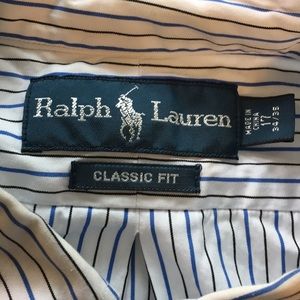 Ralph Lauren
MADE IN
CHINA
17
34/35
CLASSIC FIT